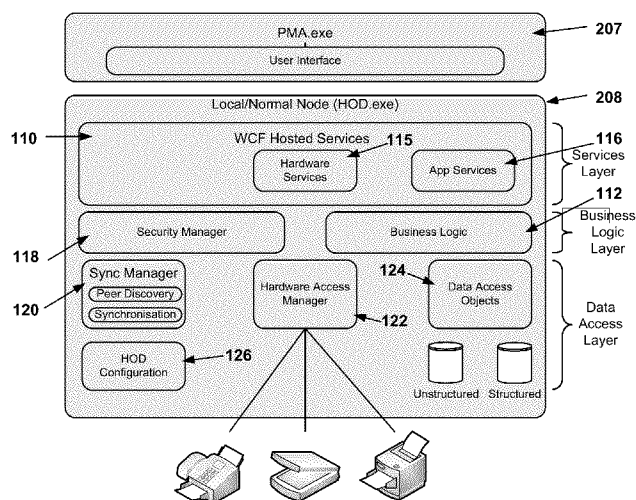 PMA.exe
207
User Interface
Local/Normal Node (HOD.exe)
208
110
WCF Hosted Services
115
116
Hardware
Services
App Services
Services
Layer
112
Security Manager
Business Logic
Business
Logic
Layer
118
Sync Manager
Peer Discovery
Synchronisation
120
Hardware Access
Manager
122
124
Data Access
Objects
Data
Access
Layer
HOD
Configuration
126
Unstructured
Structured